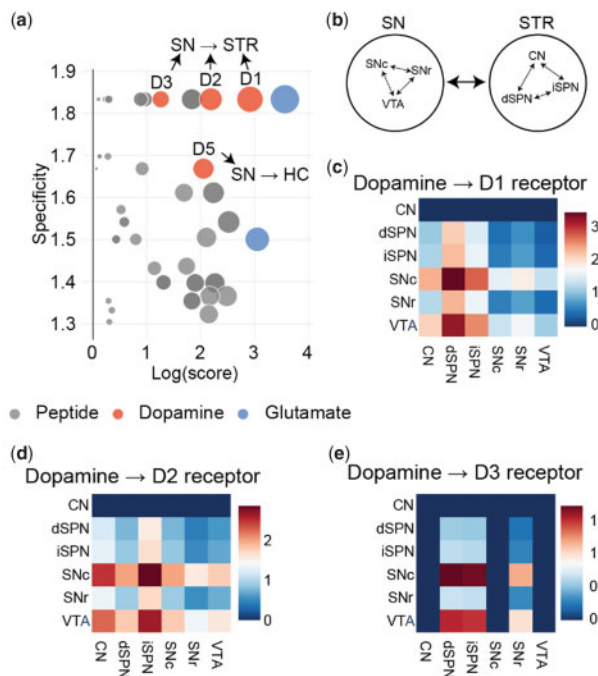 (a)
SN → STR
D3 D2 D1
1.9
1.8
1.7
1.6
1.5
1.4
1.3
Specificity
D5
SN → HC
0 1 2 3 4
Log(score)
Peptide Dopamine Glutamate
(b)
SN STR
SNc SNr
VTA
CN
dSPN iSPN
(c)
Dopamine → D1 receptor
CN
dSPN
iSPN
SNc
SNr
VTA
CN dSPN iSPN SNc SNr VTA
3
2
1
0
(d)
Dopamine → D2 receptor
CN
dSPN
iSPN
SNc
SNr
VTA
CN dSPN iSPN SNc SNr VTA
2
1
0
(e)
Dopamine → D3 receptor
CN
dSPN
iSPN
SNc
SNr
VTA
CN dSPN iSPN SNc SNr VTA
1
1
1
0
0
0